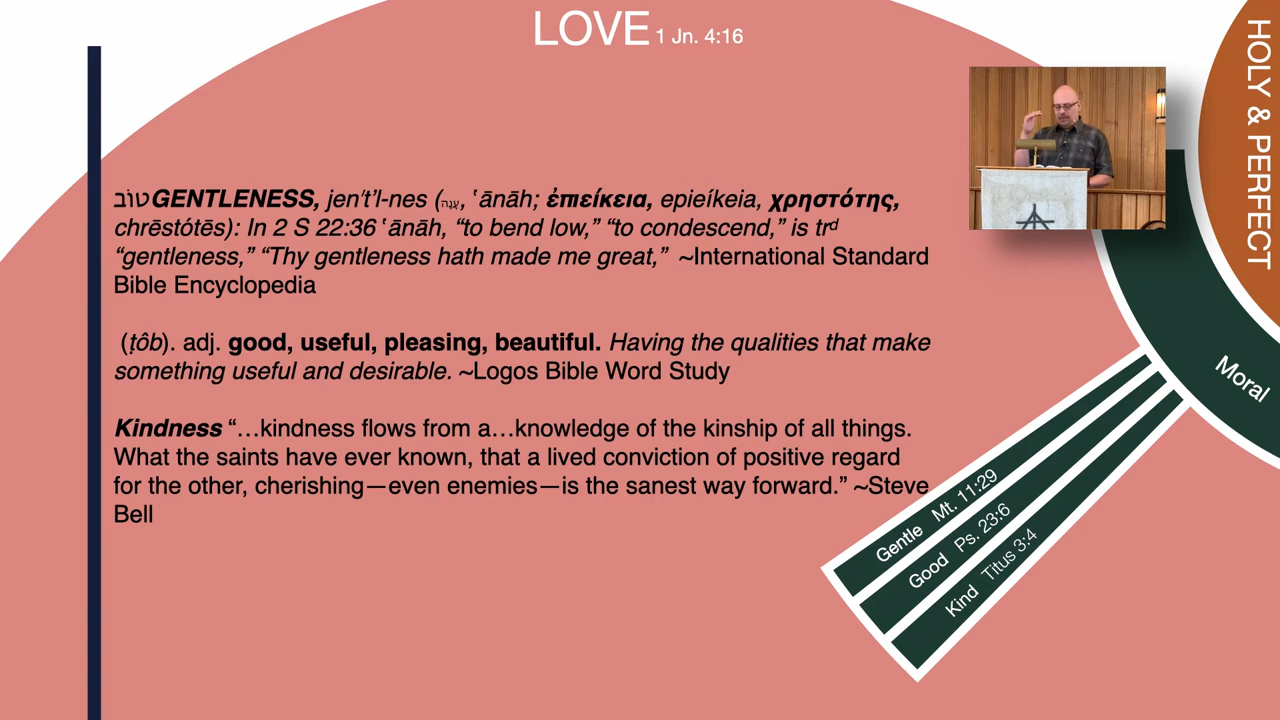 LOVE 1 Jn. 4:16
HOLY & PERFECT
טוֹב GENTLENESS, jen′t’l-nes (עָנָה, ‛ānāh; ἐπιείκεια, epieíkeia, χρηστότης,
chrēstótēs): In 2 S 22:36 ‛ānāh, “to bend low,” “to condescend,” is trᵈ
“gentleness,” “Thy gentleness hath made me great,” ~International Standard
Bible Encyclopedia
(ṭôb). adj. good, useful, pleasing, beautiful. Having the qualities that make
something useful and desirable. ~Logos Bible Word Study
Kindness “…kindness flows from a…knowledge of the kinship of all things.
What the saints have ever known, that a lived conviction of positive regard
for the other, cherishing—even enemies—is the sanest way forward.” ~Steve
Bell
Moral
Gentle Mt. 11:29
Good Ps. 23:6
Kind Titus 3:4